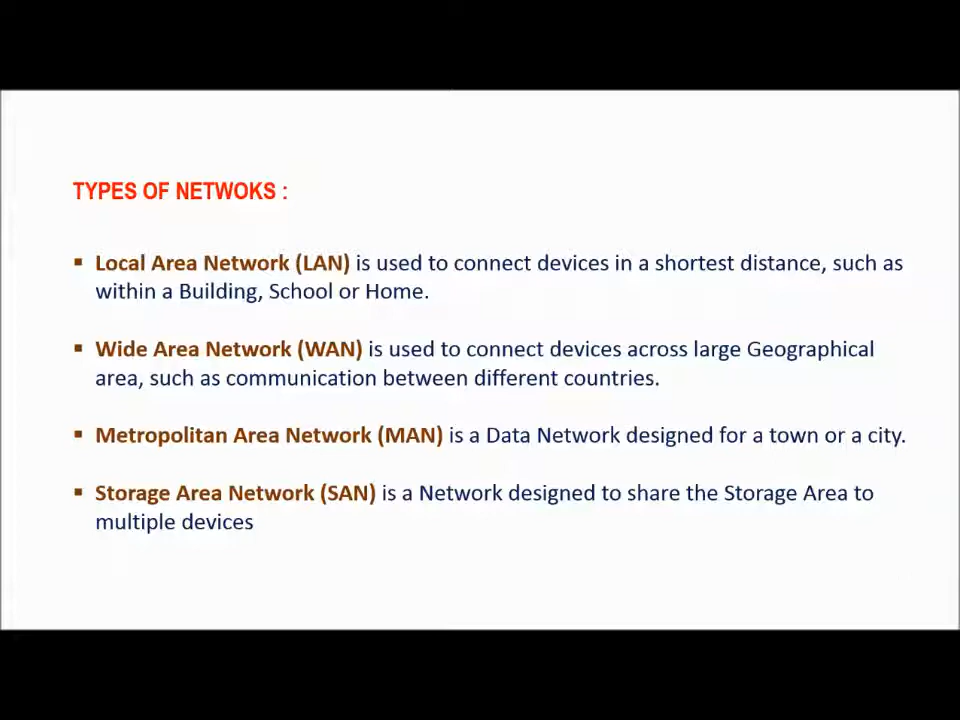 TYPES OF NETWOKS :
▪ Local Area Network (LAN) is used to connect devices in a shortest distance, such as
within a Building, School or Home.
▪ Wide Area Network (WAN) is used to connect devices across large Geographical
area, such as communication between different countries.
▪ Metropolitan Area Network (MAN) is a Data Network designed for a town or a city.
▪ Storage Area Network (SAN) is a Network designed to share the Storage Area to
multiple devices